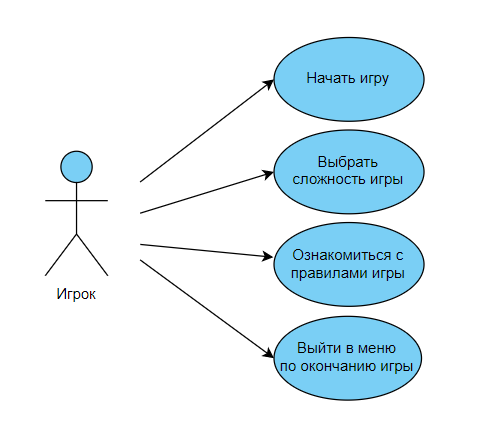 Начать игру
Выбрать
сложность игры
Ознакомиться с
правилами игры
Игрок
Выйти в меню
по окончанию игры